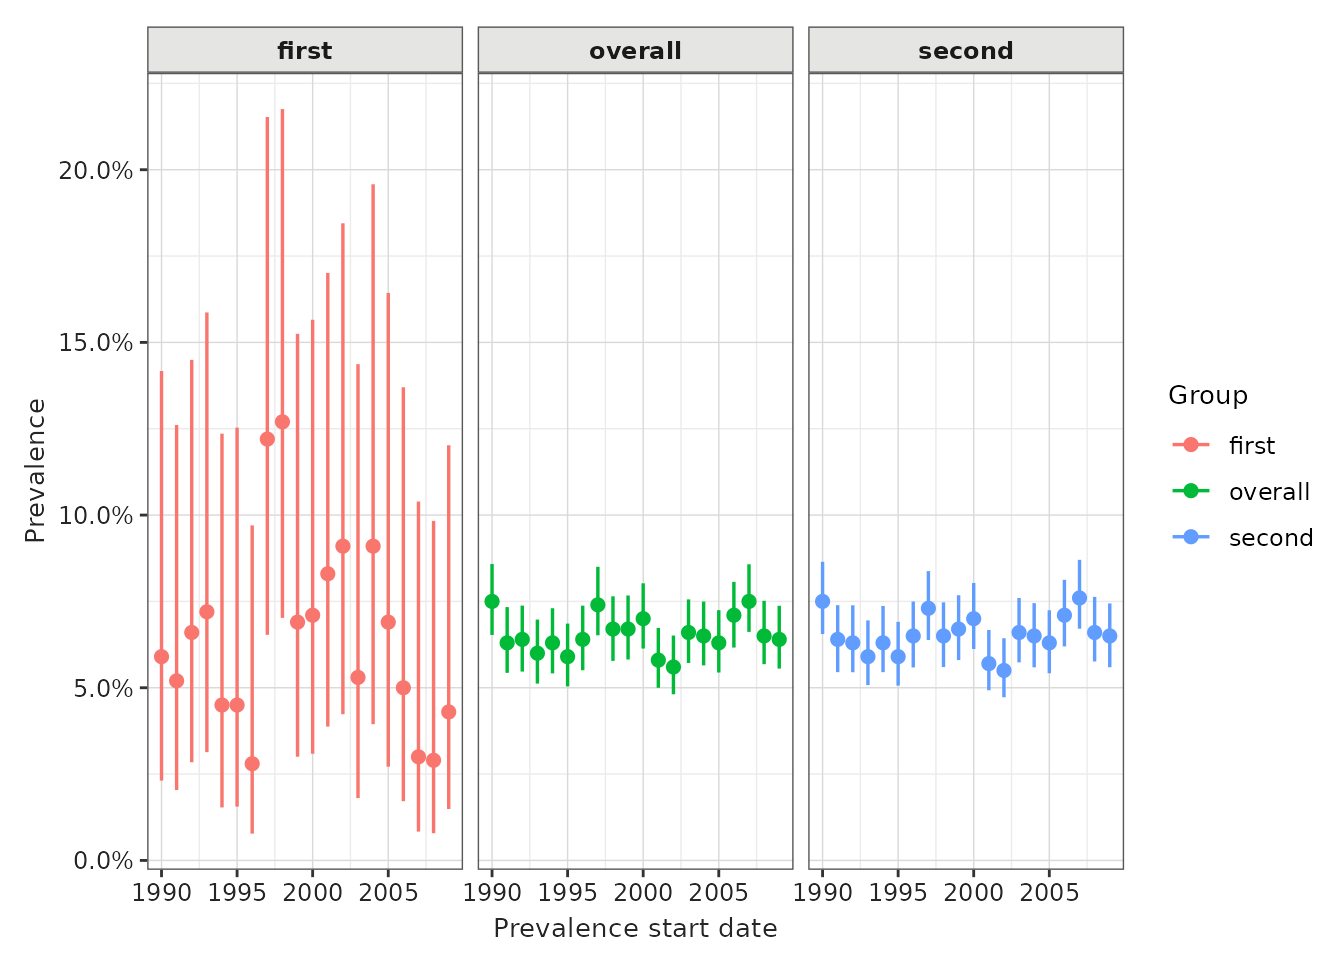 first overall second
20.0%
15.0%
10.0%
5.0%
0.0%
Prevalence
1990 1995 2000 2005 1990 1995 2000 2005 1990 1995 2000 2005
Prevalence start date
Group
first
overall
second